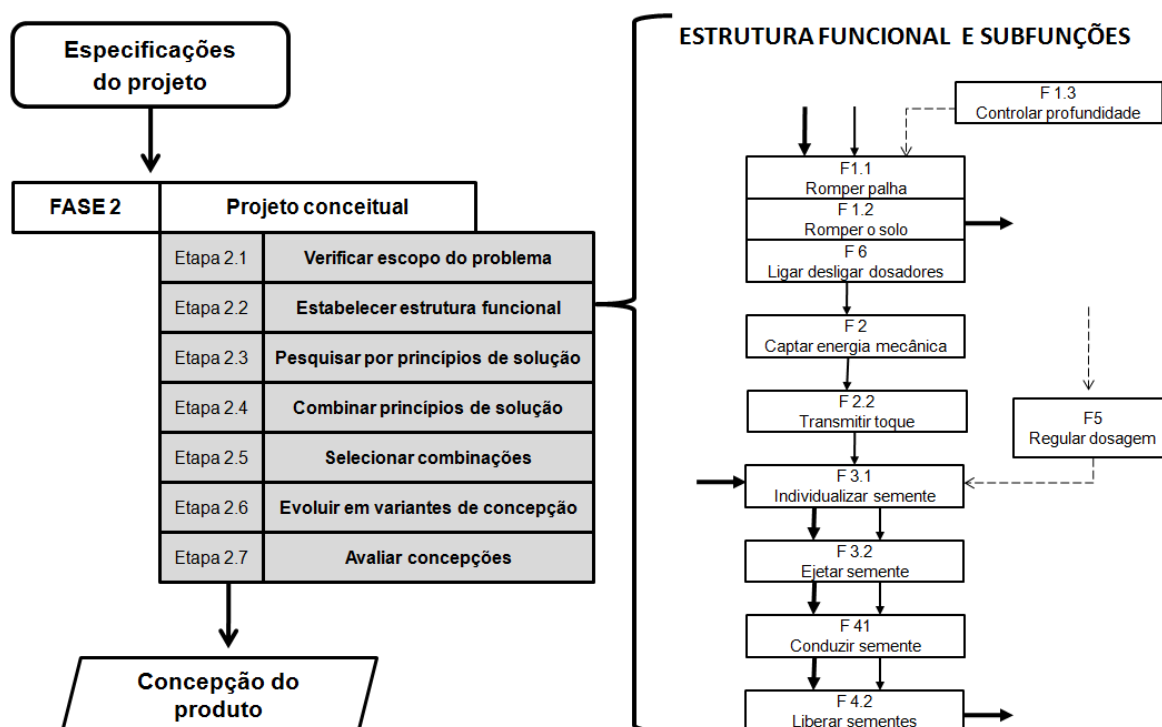 Especificações
do projeto
FASE 2
Projeto conceitual
Etapa 2.1
Verificar escopo do problema
Etapa 2.2
Estabelecer estrutura funcional
Etapa 2.3
Pesquisar por princípios de solução
Etapa 2.4
Combinar princípios de solução
Etapa 2.5
Selecionar combinações
Etapa 2.6
Evoluir em variantes de concepção
Etapa 2.7
Avaliar concepções
Concepção do
produto
ESTRUTURA FUNCIONAL E SUBFUNÇÕES
F 1.3
Controlar profundidade
F1.1
Romper palha
F 1.2
Romper o solo
F 6
Ligar desligar dosadores
F 2
Captar energia mecânica
F 2.2
Transmitir toque
F5
Regular dosagem
F 3.1
Individualizar semente
F 3.2
Ejetar semente
F 41
Conduzir semente
F 4.2
Liberar sementes